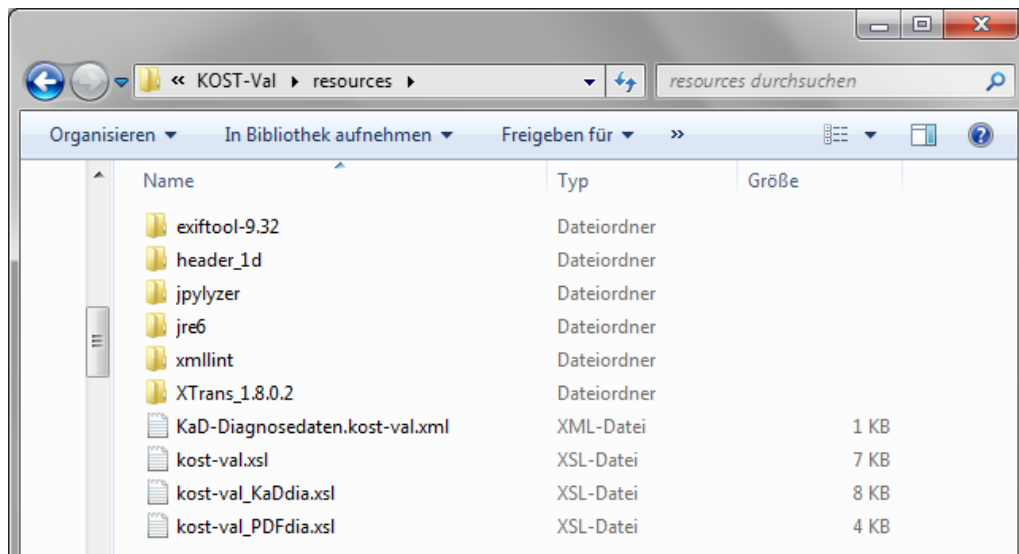 « KOST-Val ▸ resources ▸ resources durchsuchen
Organisieren In Bibliothek aufnehmen Freigeben für »
Name Typ Größe
exiftool-9.32 Dateiordner
header_1d Dateiordner
jpylyzer Dateiordner
jre6 Dateiordner
xmllint Dateiordner
XTrans_1.8.0.2 Dateiordner
KaD-Diagnosedaten.kost-val.xml XML-Datei 1 KB
kost-val.xsl XSL-Datei 7 KB
kost-val_KaDdia.xsl XSL-Datei 8 KB
kost-val_PDFdia.xsl XSL-Datei 4 KB